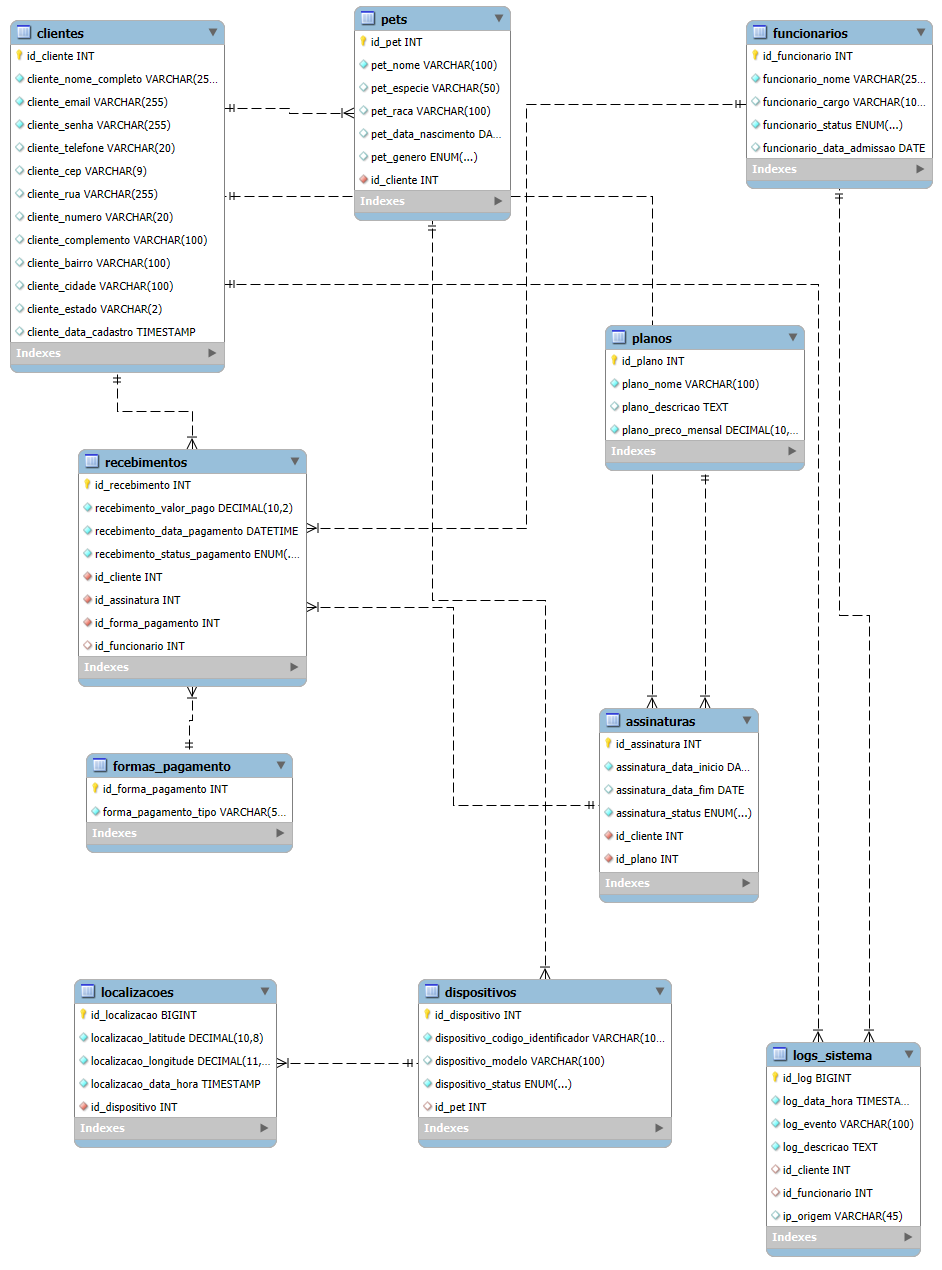 clientes
id_cliente INT
cliente_nome_completo VARCHAR(25...
cliente_email VARCHAR(255)
cliente_senha VARCHAR(255)
cliente_telefone VARCHAR(20)
cliente_cep VARCHAR(9)
cliente_rua VARCHAR(255)
cliente_numero VARCHAR(20)
cliente_complemento VARCHAR(100)
cliente_bairro VARCHAR(100)
cliente_cidade VARCHAR(100)
cliente_estado VARCHAR(2)
cliente_data_cadastro TIMESTAMP
Indexes
pets
id_pet INT
pet_nome VARCHAR(100)
pet_especie VARCHAR(50)
pet_raca VARCHAR(100)
pet_data_nascimento DA...
pet_genero ENUM(...)
id_cliente INT
Indexes
funcionarios
id_funcionario INT
funcionario_nome VARCHAR(25...
funcionario_cargo VARCHAR(10...
funcionario_status ENUM(...)
funcionario_data_admissao DATE
Indexes
planos
id_plano INT
plano_nome VARCHAR(100)
plano_descricao TEXT
plano_preco_mensal DECIMAL(10,...
Indexes
recebimentos
id_recebimento INT
recebimento_valor_pago DECIMAL(10,2)
recebimento_data_pagamento DATETIME
recebimento_status_pagamento ENUM(...
id_cliente INT
id_assinatura INT
id_forma_pagamento INT
id_funcionario INT
Indexes
formas_pagamento
id_forma_pagamento INT
forma_pagamento_tipo VARCHAR(5...
Indexes
assinaturas
id_assinatura INT
assinatura_data_inicio DA...
assinatura_data_fim DATE
assinatura_status ENUM(...)
id_cliente INT
id_plano INT
Indexes
localizacoes
id_localizacao BIGINT
localizacao_latitude DECIMAL(10,8)
localizacao_longitude DECIMAL(11,...
localizacao_data_hora TIMESTAMP
id_dispositivo INT
Indexes
dispositivos
id_dispositivo INT
dispositivo_codigo_identificador VARCHAR(10...
dispositivo_modelo VARCHAR(100)
dispositivo_status ENUM(...)
id_pet INT
Indexes
logs_sistema
id_log BIGINT
log_data_hora TIMESTA...
log_evento VARCHAR(100)
log_descricao TEXT
id_cliente INT
id_funcionario INT
ip_origem VARCHAR(45)
Indexes